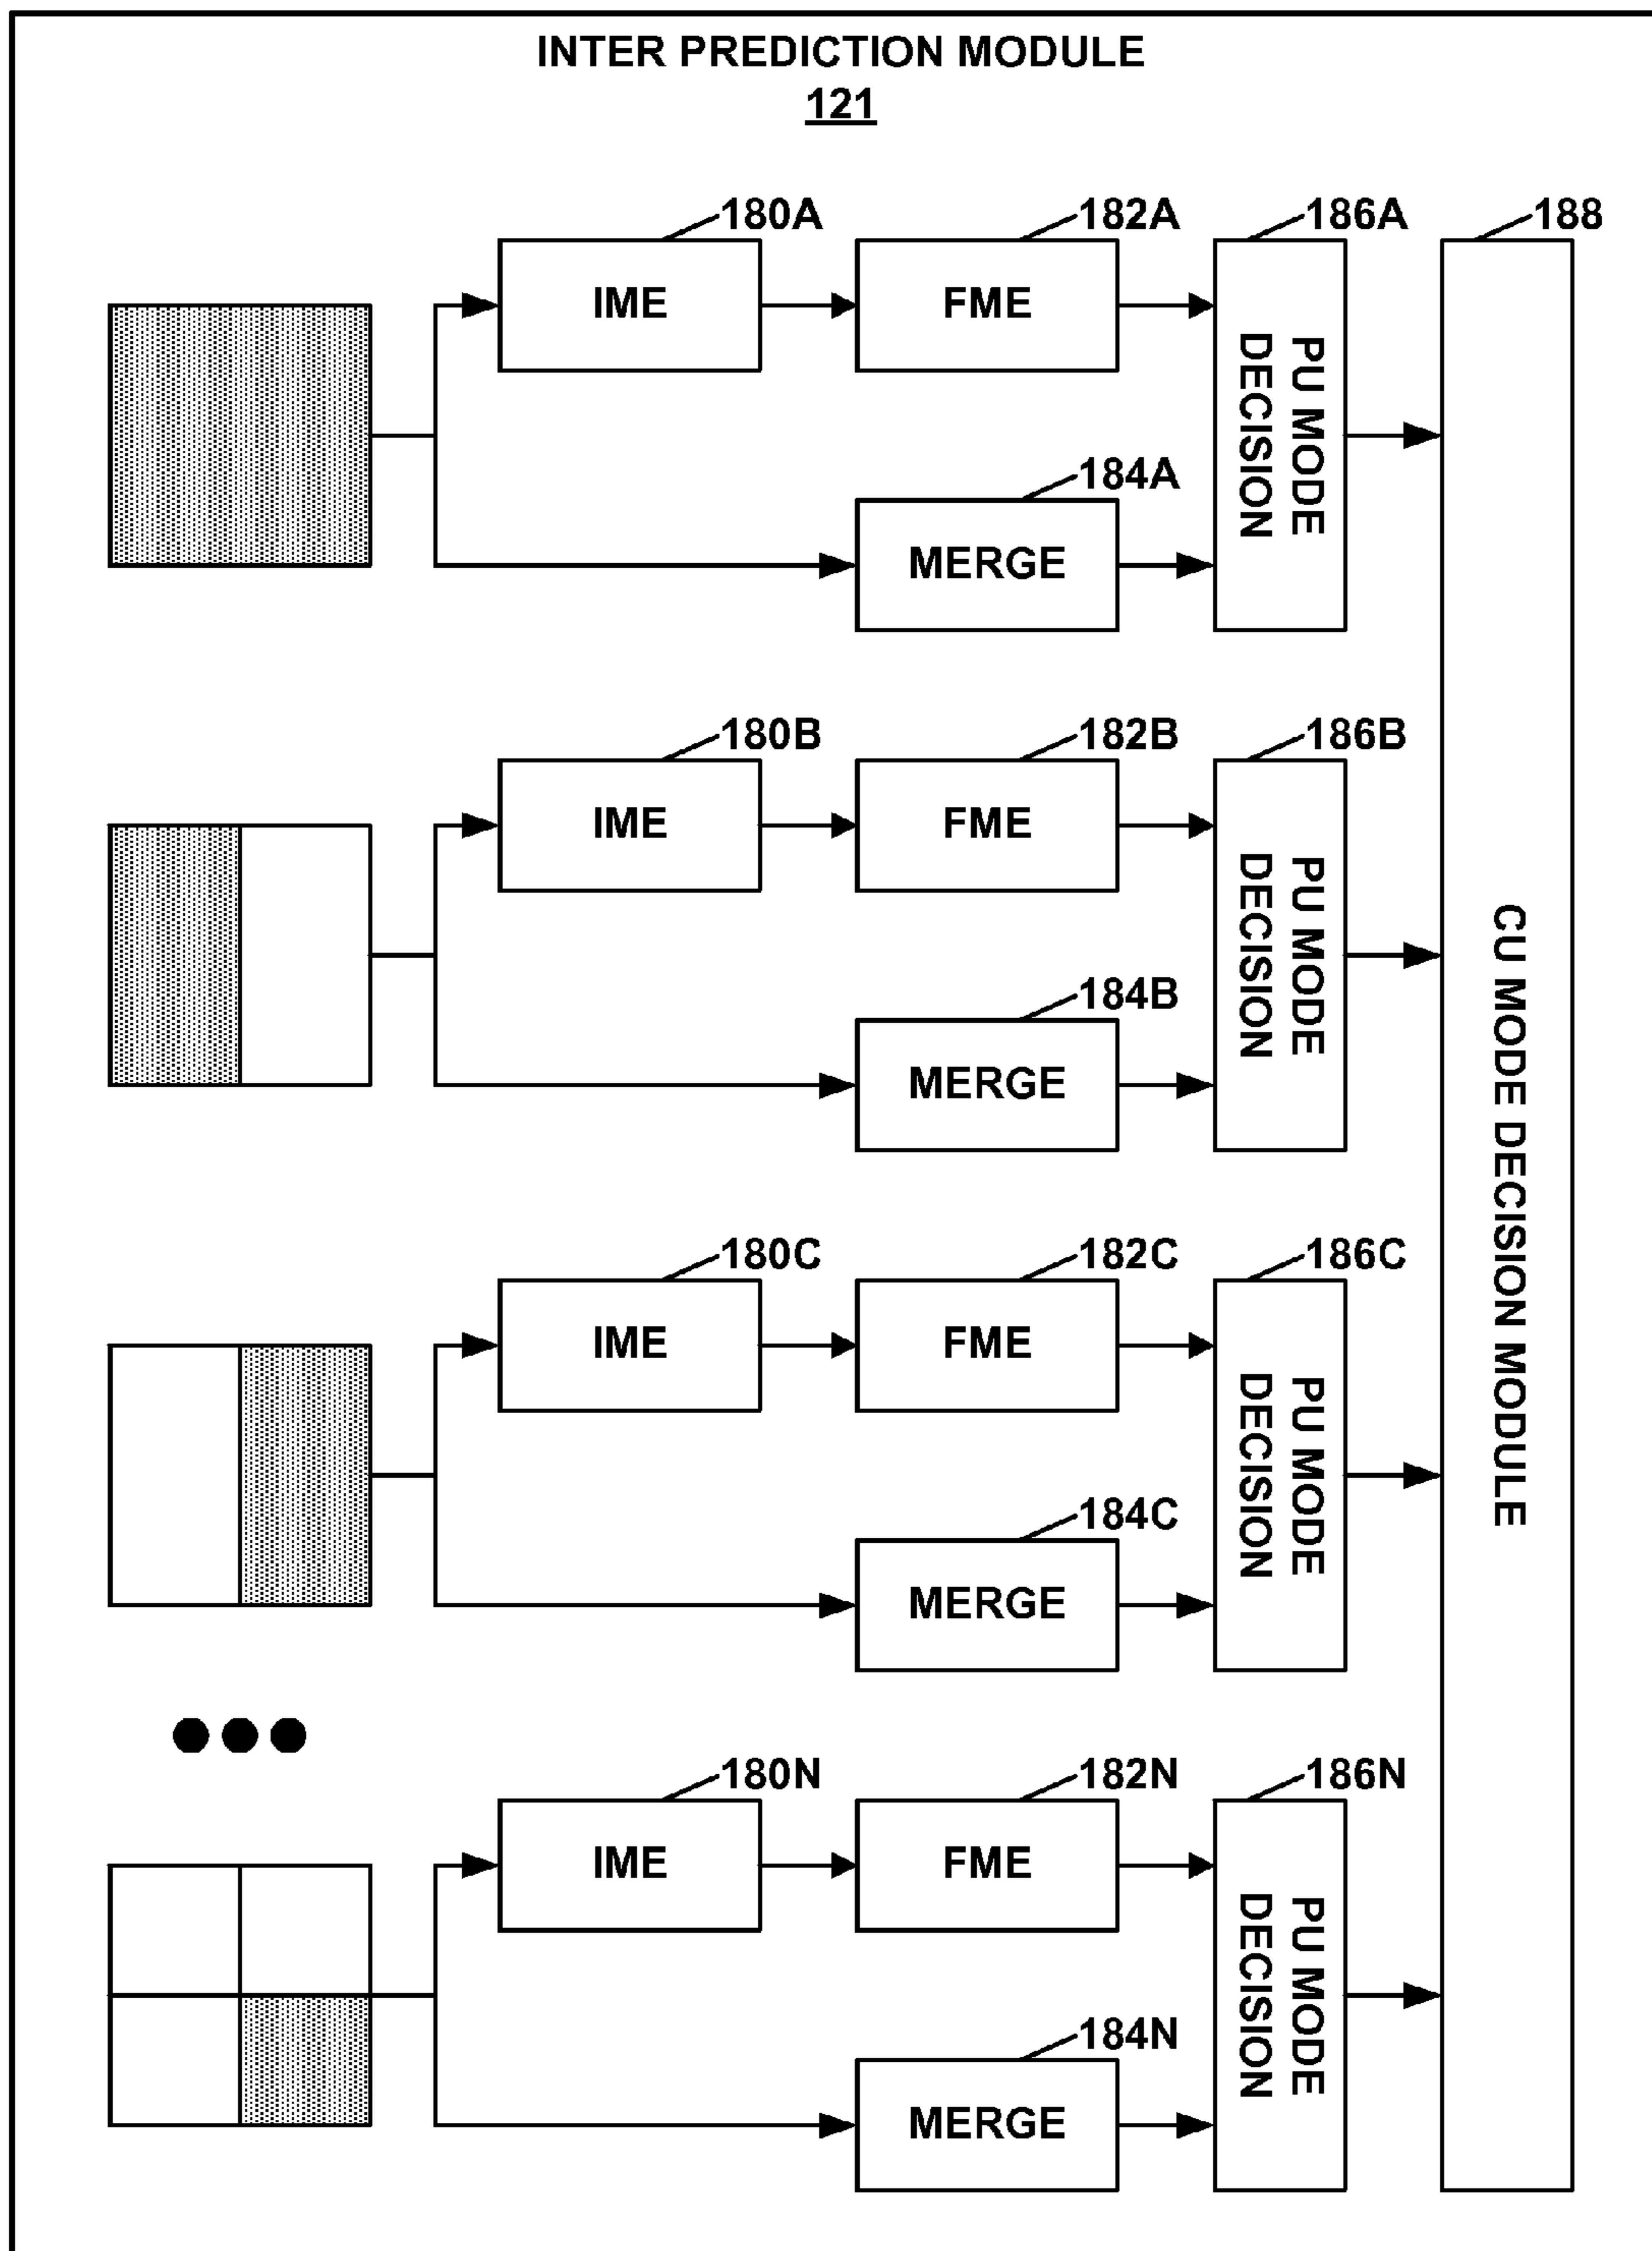 INTER PREDICTION MODULE
121
180A
182A
186A
188
IME
FME
PU MODE
DECISION
184A
MERGE
180B
182B
186B
IME
FME
PU MODE
DECISION
184B
MERGE
CU MODE DECISION MODULE
180C
182C
186C
IME
FME
PU MODE
DECISION
184C
MERGE
180N
182N
186N
IME
FME
PU MODE
DECISION
184N
MERGE